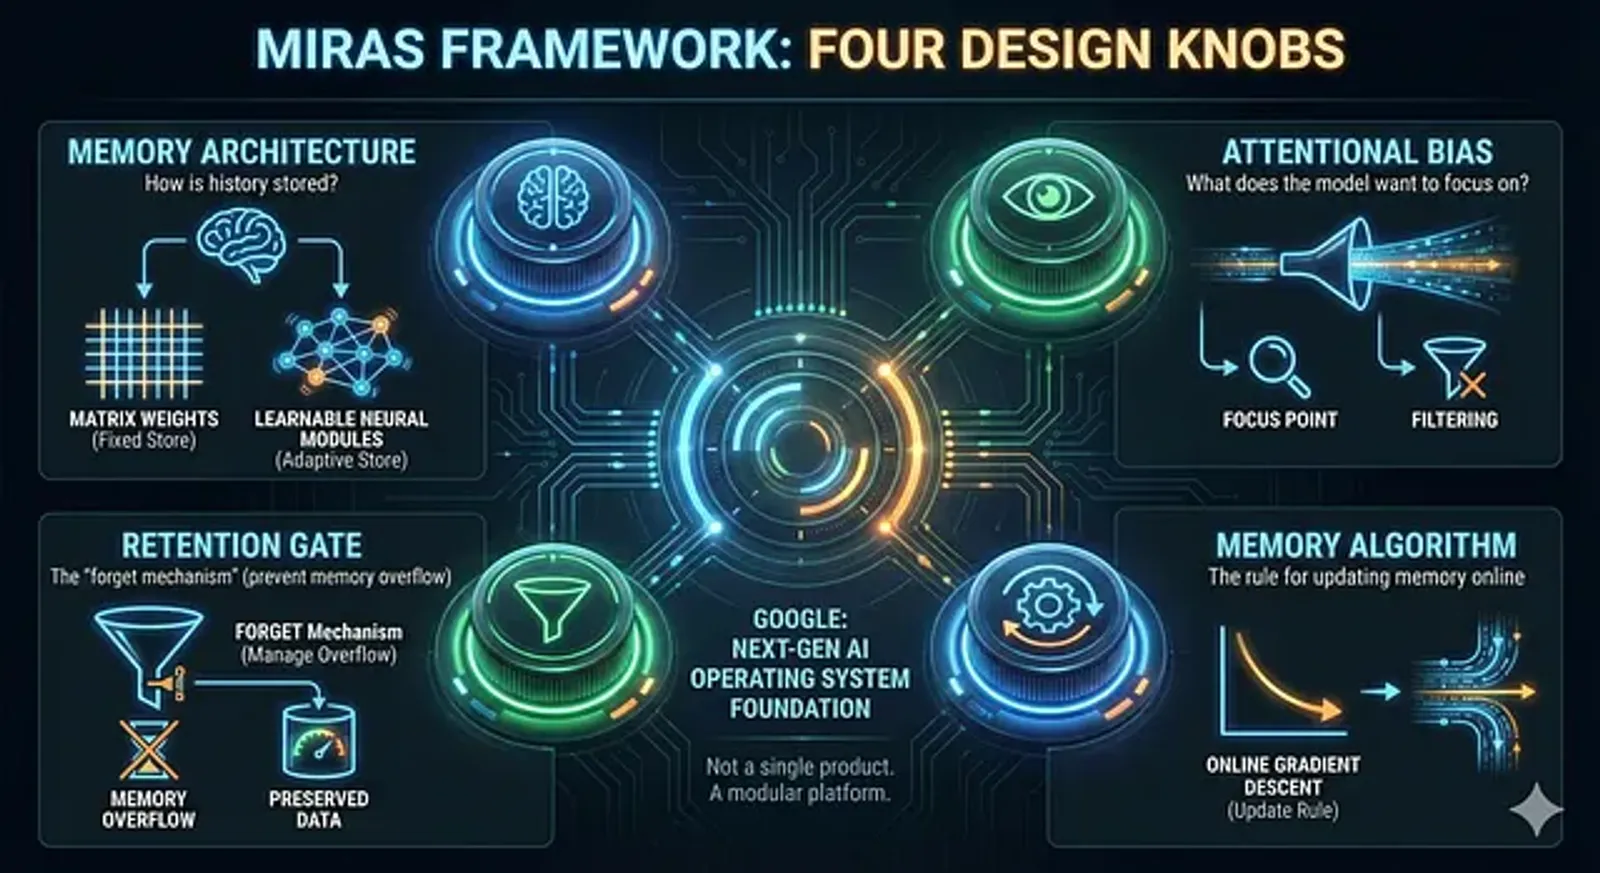 MIRAS FRAMEWORK: FOUR DESIGN KNOBS
MEMORY ARCHITECTURE
How is history stored?
MATRIX WEIGHTS
(Fixed Store)
LEARNABLE NEURAL
MODULES
(Adaptive Store)
ATTENTIONAL BIAS
What does the model want to focus on?
FOCUS POINT
FILTERING
RETENTION GATE
The "forget mechanism" (prevent memory overflow)
FORGET Mechanism
(Manage Overflow)
MEMORY
OVERFLOW
PRESERVED
DATA
GOOGLE:
NEXT-GEN AI
OPERATING SYSTEM
FOUNDATION
Not a single product.
A modular platform.
MEMORY ALGORITHM
The rule for updating memory online
ONLINE GRADIENT
DESCENT
(Update Rule)